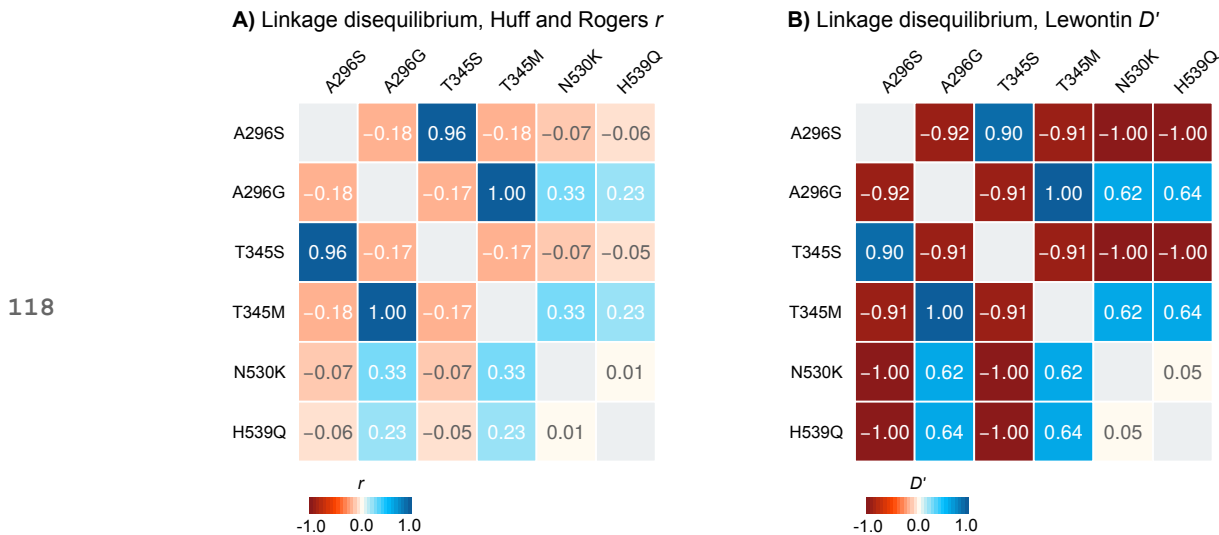 A) Linkage disequilibrium, Huff and Rogers r
A296S A296G T345S T345M N530K H539Q
A296S −0.18 0.96 −0.18 −0.07 −0.06
A296G −0.18 −0.17 1.00 0.33 0.23
T345S 0.96 −0.17 −0.17 −0.07 −0.05
T345M −0.18 1.00 −0.17 0.33 0.23
N530K −0.07 0.33 −0.07 0.33 0.01
H539Q −0.06 0.23 −0.05 0.23 0.01
r
-1.0 0.0 1.0
B) Linkage disequilibrium, Lewontin D'
A296S A296G T345S T345M N530K H539Q
A296S −0.92 0.90 −0.91 −1.00 −1.00
A296G −0.92 −0.91 1.00 0.62 0.64
T345S 0.90 −0.91 −0.91 −1.00 −1.00
T345M −0.91 1.00 −0.91 0.62 0.64
N530K −1.00 0.62 −1.00 0.62 0.05
H539Q −1.00 0.64 −1.00 0.64 0.05
D'
-1.0 0.0 1.0
118